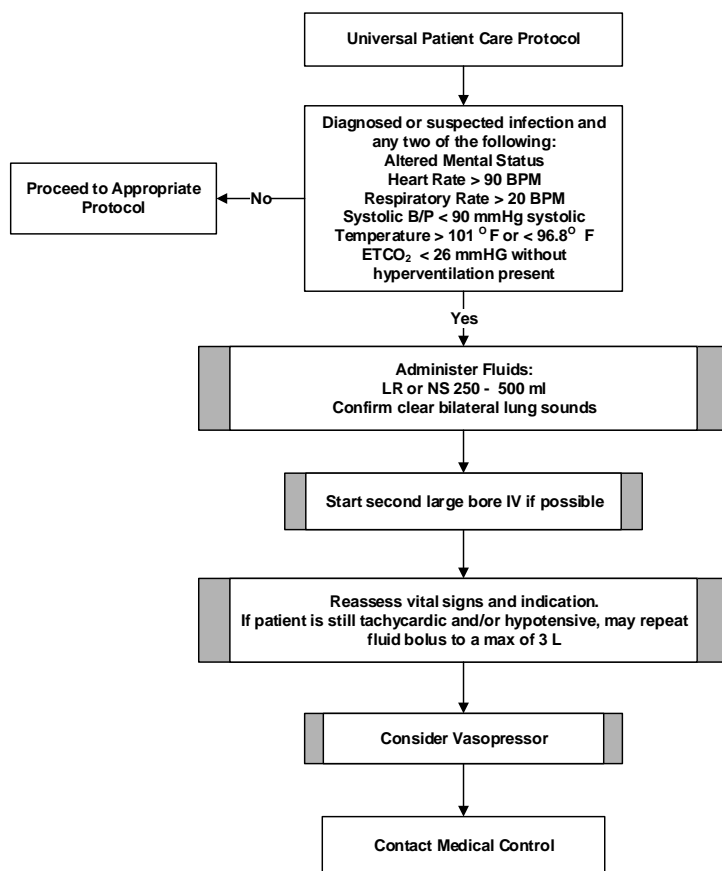 Universal Patient Care Protocol
Diagnosed or suspected infection and
any two of the following:
Altered Mental Status
Heart Rate > 90 BPM
Respiratory Rate > 20 BPM
Systolic B/P < 90 mmHg systolic
Temperature > 101 ᴼ F or < 96.8ᴼ F
ETCO₂ < 26 mmHG without
hyperventilation present
No
Proceed to Appropriate
Protocol
Yes
Administer Fluids:
LR or NS 250 - 500 ml
Confirm clear bilateral lung sounds
Start second large bore IV if possible
Reassess vital signs and indication.
If patient is still tachycardic and/or hypotensive, may repeat
fluid bolus to a max of 3 L
Consider Vasopressor
Contact Medical Control